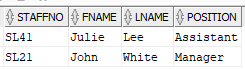 STAFFNO FNAME LNAME POSITION
SL41 Julie Lee Assistant
SL21 John White Manager